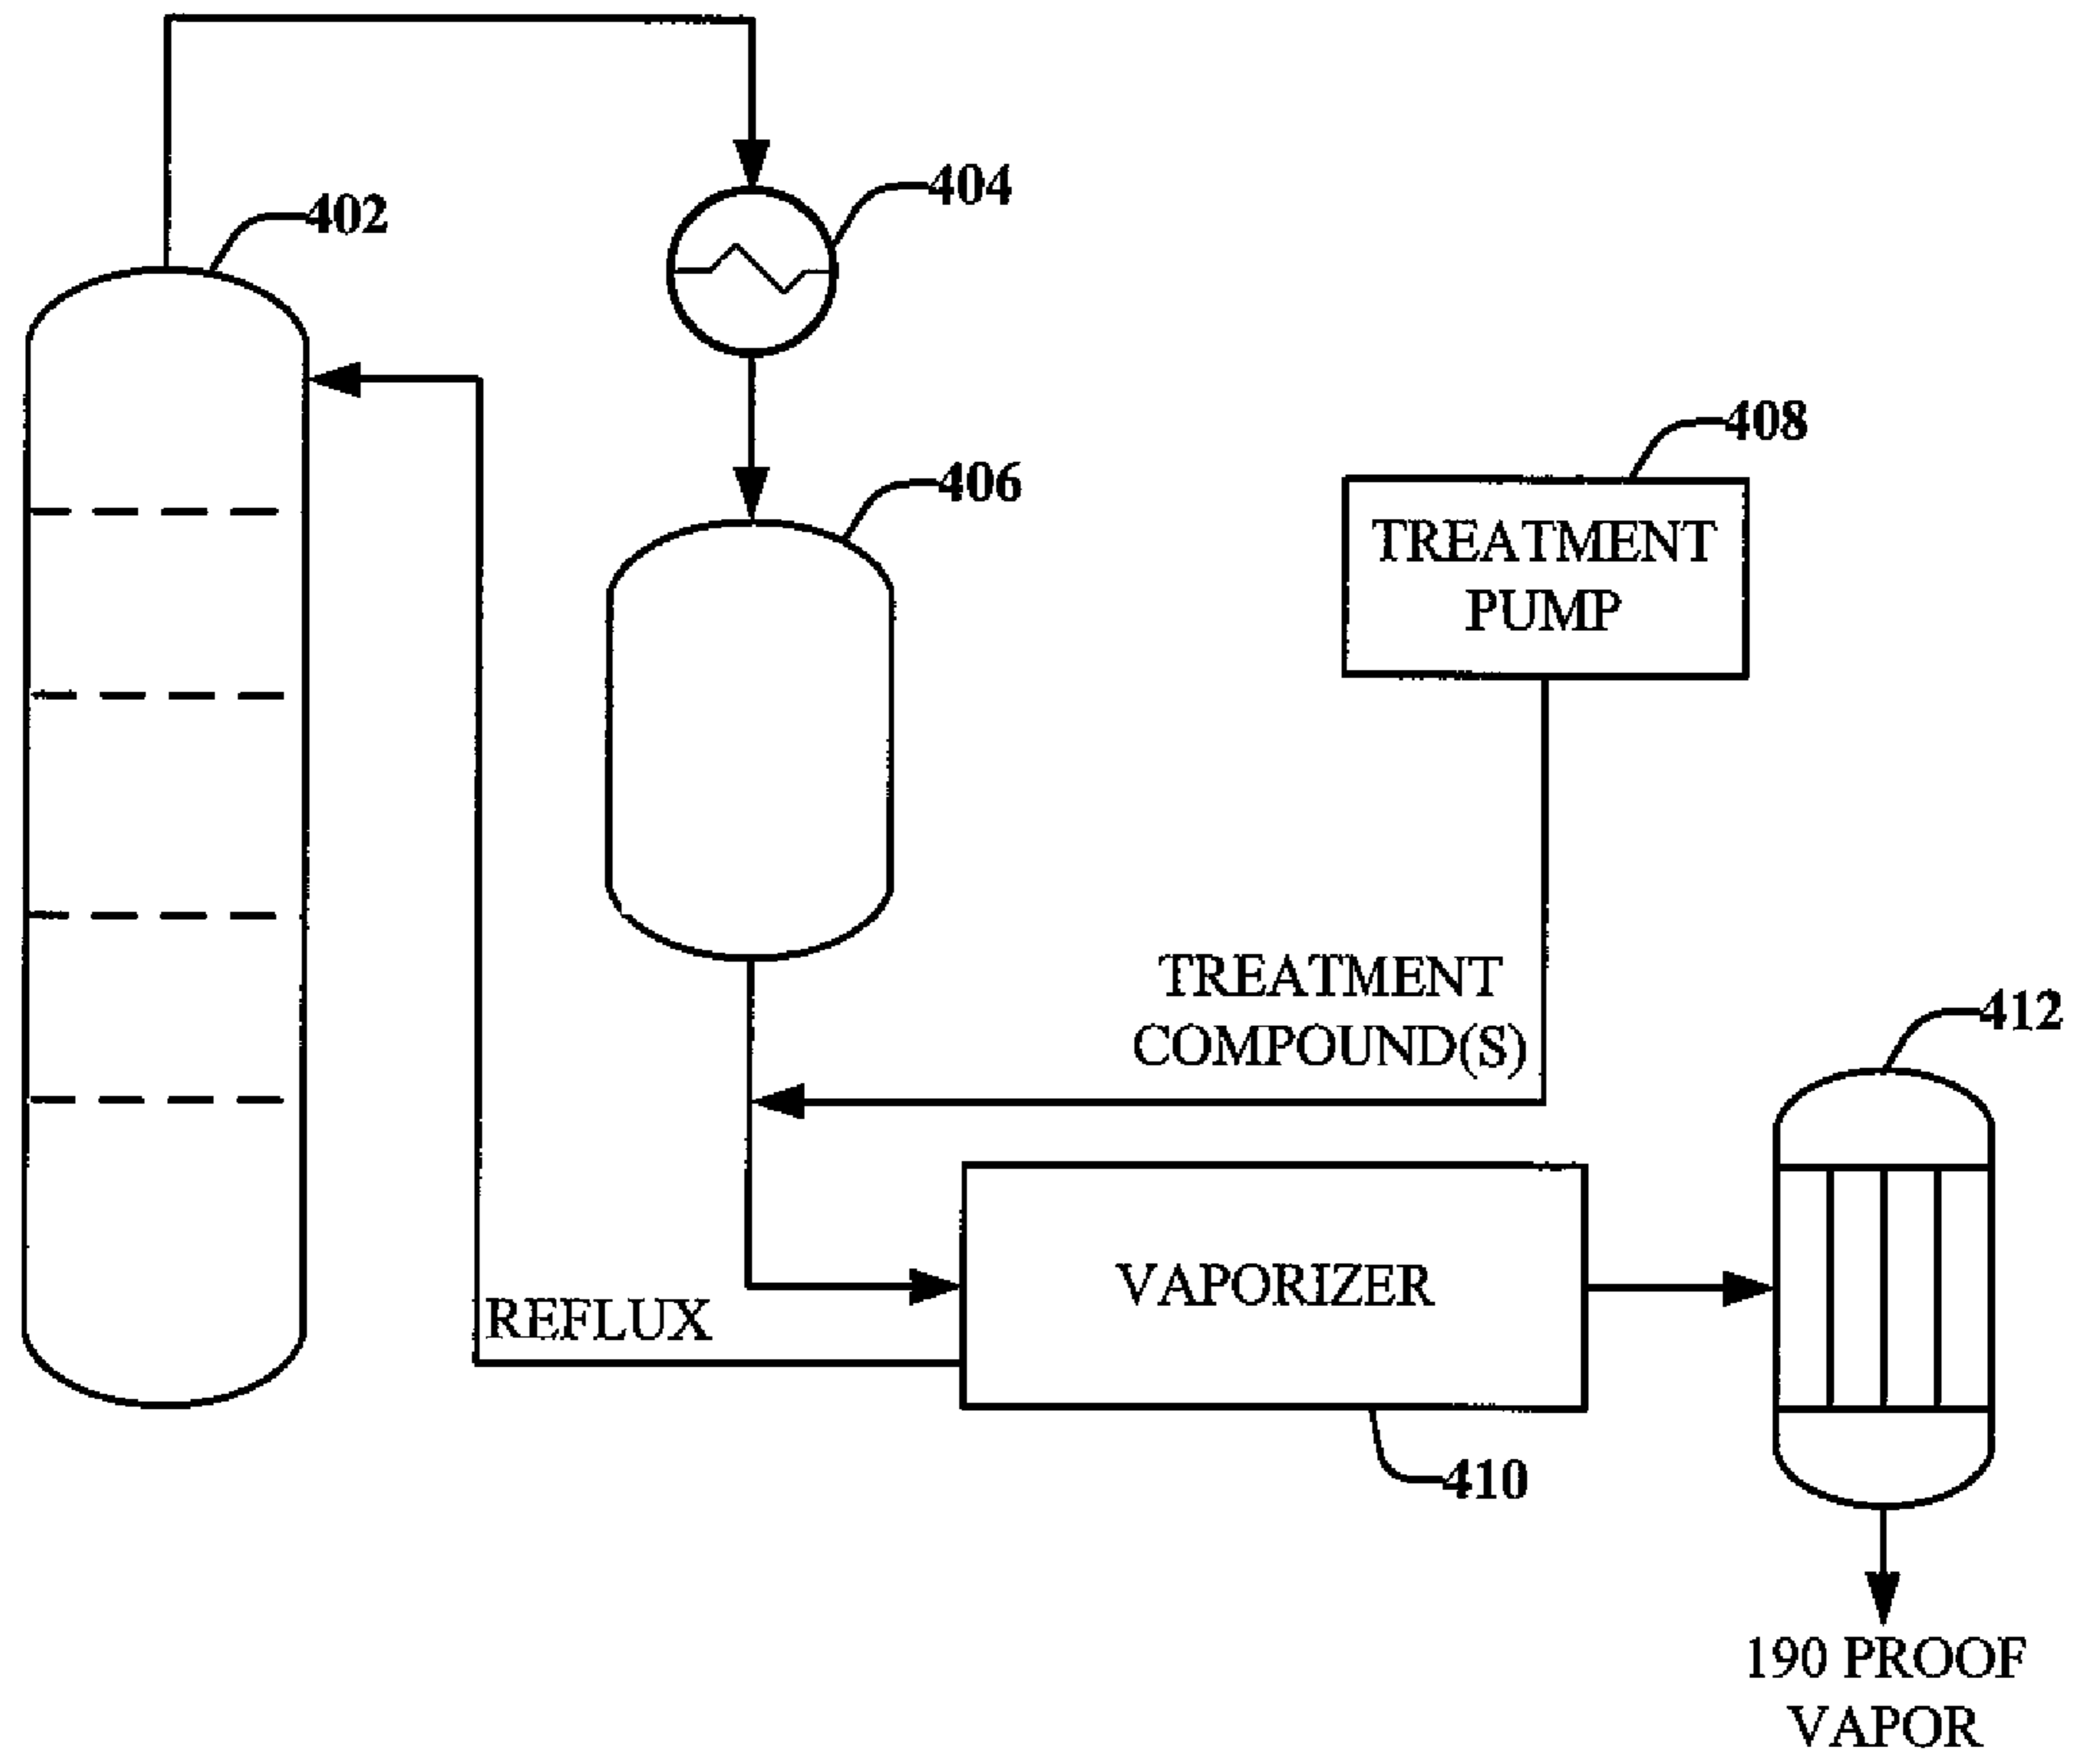 404
402
408
406
TREATMENT
PUMP
TREATMENT
COMPOUND(S)
412
VAPORIZER
REFLUX
410
190 PROOF
VAPOR